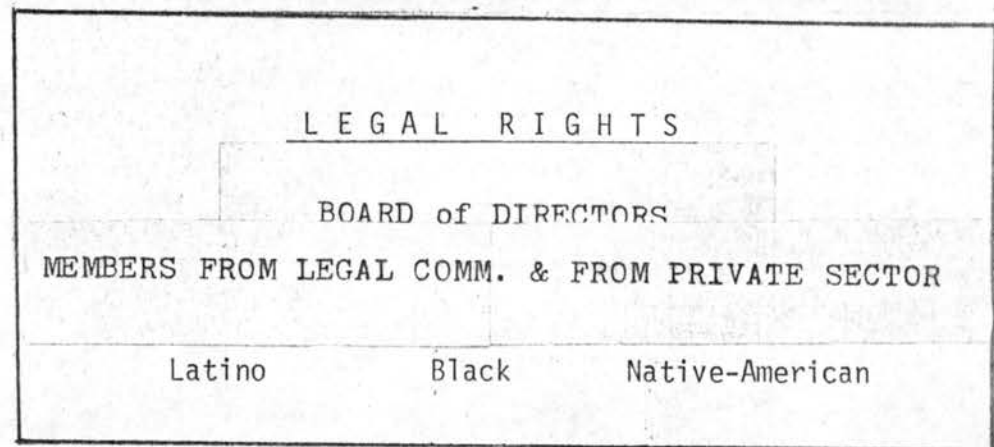 LEGAL RIGHTS
BOARD of DIRECTORS
MEMBERS FROM LEGAL COMM. & FROM PRIVATE SECTOR
Latino Black Native-American